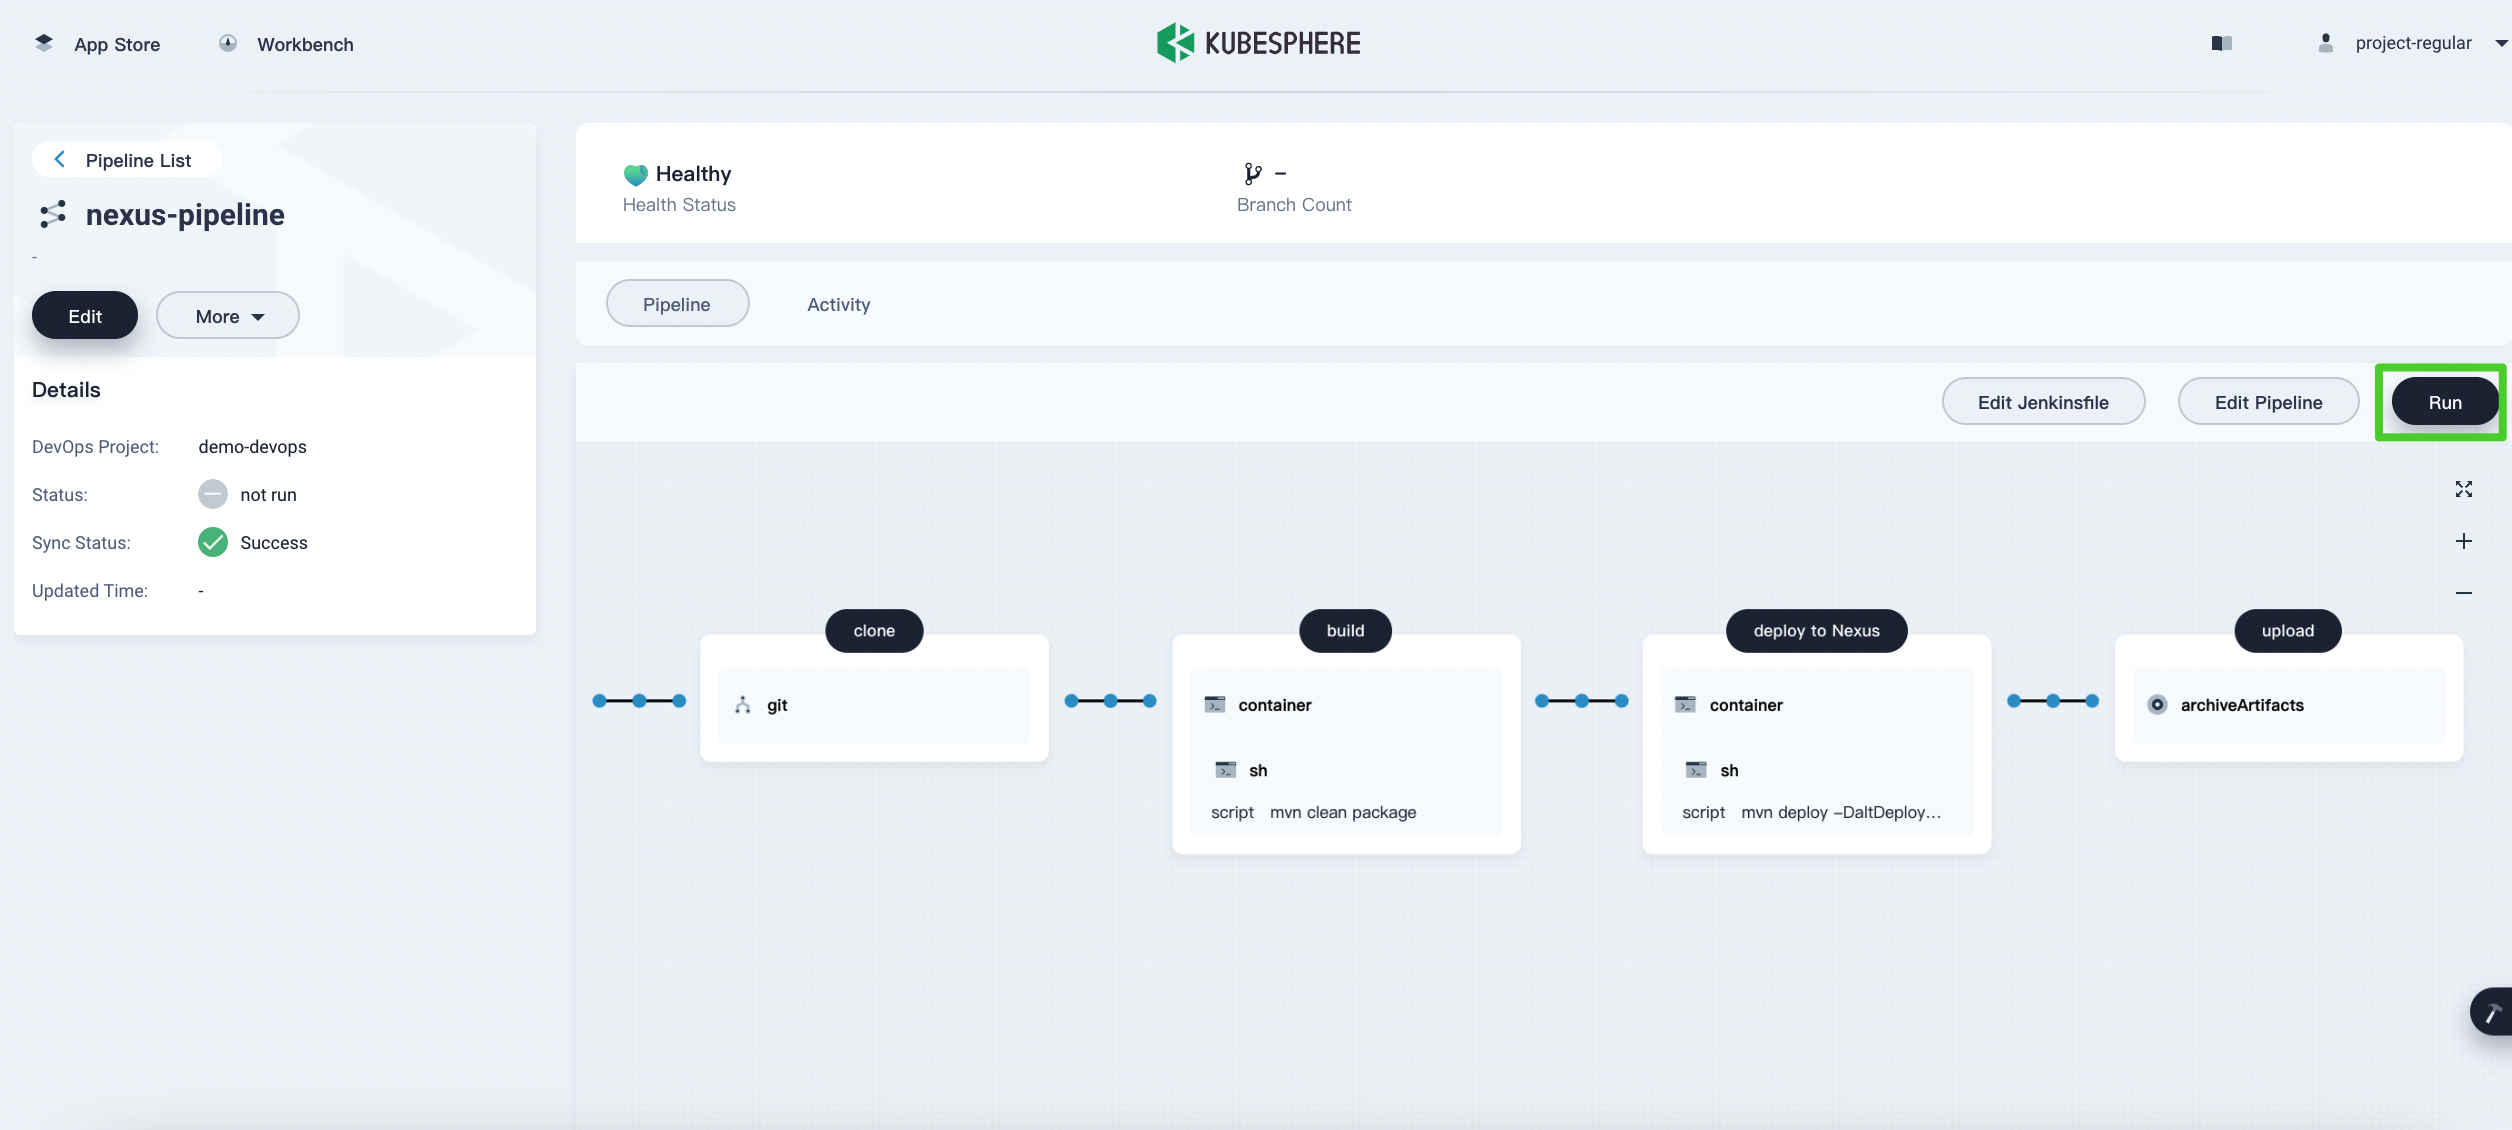 App Store
Workbench
KUBESPHERE
project-regular
Pipeline List
nexus-pipeline
-
Edit
More
Details
DevOps Project: demo-devops
Status: not run
Sync Status: Success
Updated Time: -
Healthy
Health Status
–
Branch Count
Pipeline
Activity
Edit Jenkinsfile
Edit Pipeline
Run
clone
git
build
container
sh
script mvn clean package
deploy to Nexus
container
sh
script mvn deploy -DaltDeploy...
upload
archiveArtifacts